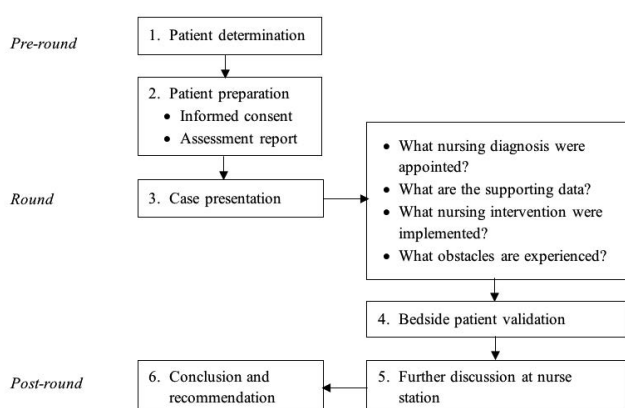 Pre-round
1. Patient determination
2. Patient preparation
• Informed consent
• Assessment report
Round
3. Case presentation
• What nursing diagnosis were
appointed?
• What are the supporting data?
• What nursing intervention were
implemented?
• What obstacles are experienced?
4. Bedside patient validation
Post-round
5. Further discussion at nurse
station
6. Conclusion and
recommendation